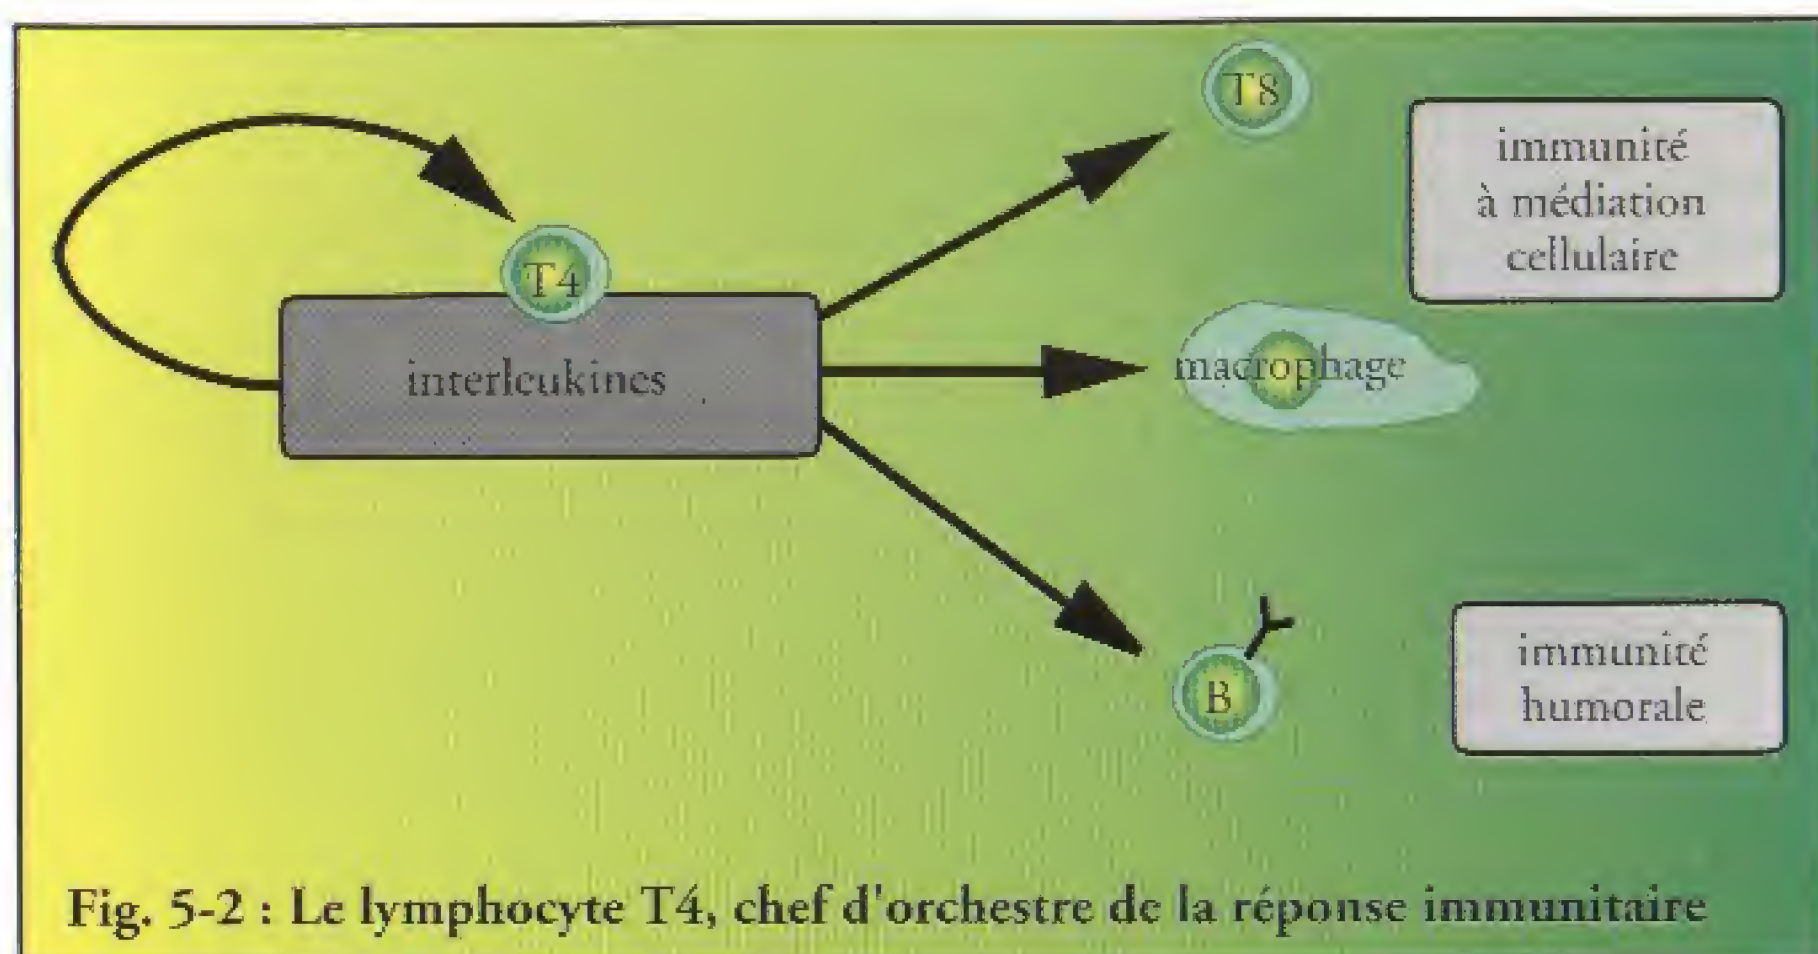 T8
immunité
à médiation
cellulaire
T4
interleukines
macrophage
B
immunité
humorale
Fig. 5-2 : Le lymphocyte T4, chef d'orchestre de la réponse immunitaire